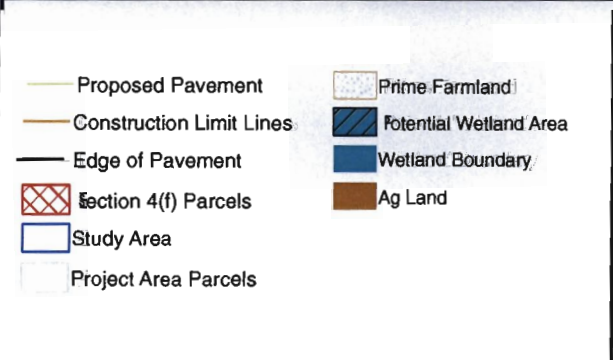 Proposed Pavement
Construction Limit Lines
Edge of Pavement
Section 4(f) Parcels
Study Area
Project Area Parcels
Prime Farmland
Potential Wetland Area
Wetland Boundary
Ag Land